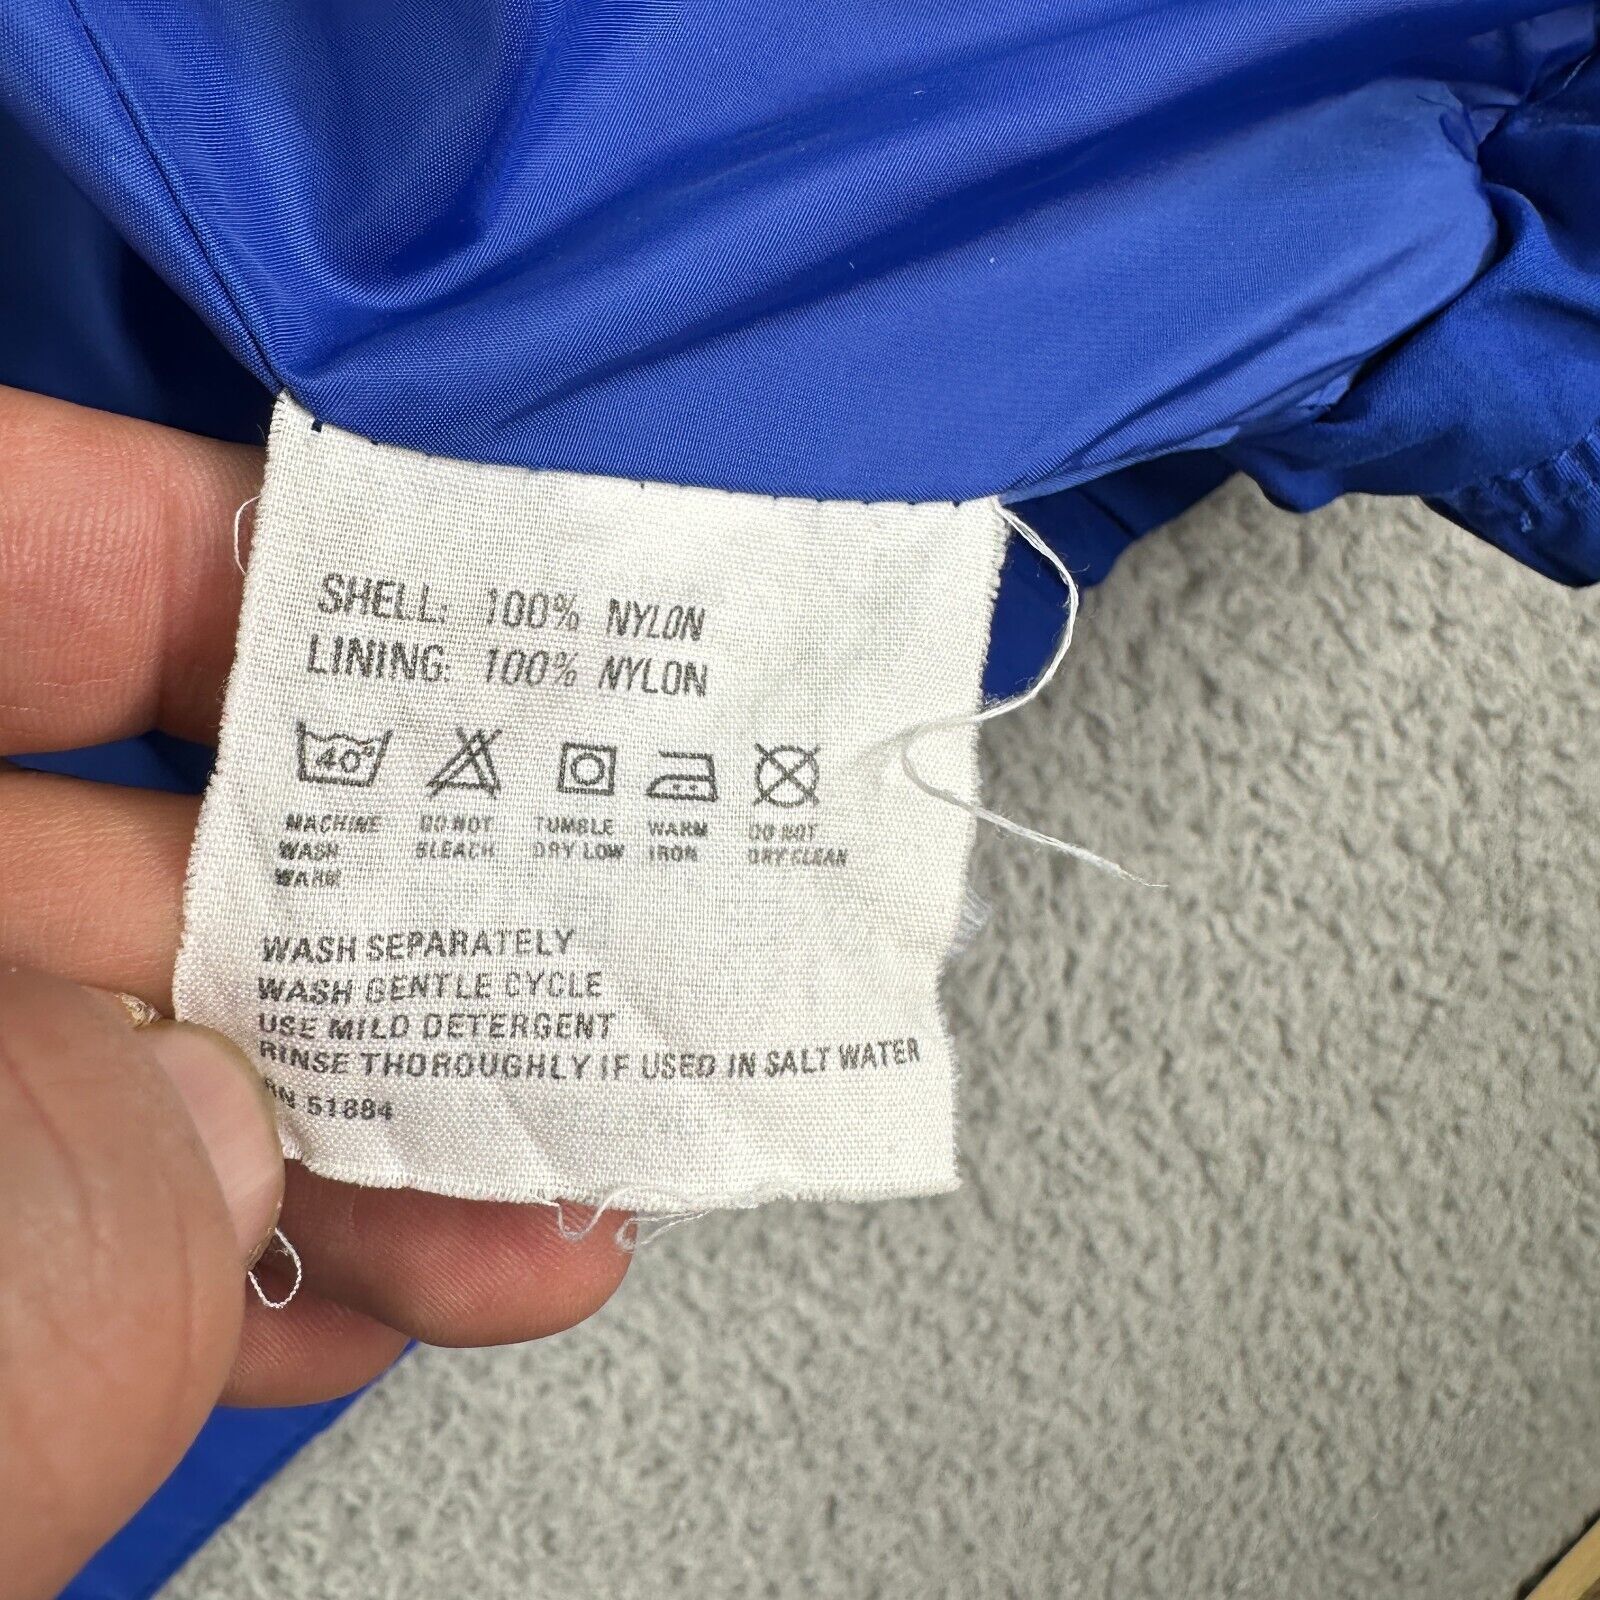 SHELL: 100% NYLON
LINING: 100% NYLON
40°
MACHINE WASH WARM
DO NOT BLEACH
TUMBLE DRY LOW
WARM IRON
DO NOT DRY CLEAN
WASH SEPARATELY
WASH GENTLE CYCLE
USE MILD DETERGENT
RINSE THOROUGHLY IF USED IN SALT WATER
RN 51884